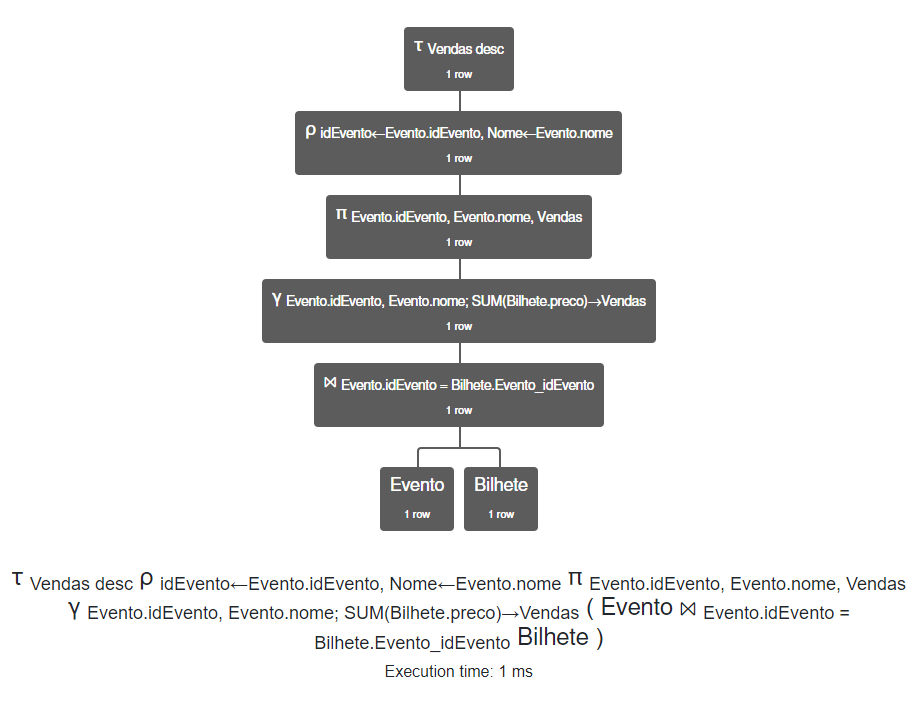 τ Vendas desc
1 row
ρ idEvento←Evento.idEvento, Nome←Evento.nome
1 row
π Evento.idEvento, Evento.nome, Vendas
1 row
γ Evento.idEvento, Evento.nome; SUM(Bilhete.preco)→Vendas
1 row
⋈ Evento.idEvento = Bilhete.Evento_idEvento
1 row
Evento
1 row
Bilhete
1 row
τ Vendas desc ρ idEvento←Evento.idEvento, Nome←Evento.nome π Evento.idEvento, Evento.nome, Vendas
γ Evento.idEvento, Evento.nome; SUM(Bilhete.preco)→Vendas ( Evento ⋈ Evento.idEvento =
Bilhete.Evento_idEvento Bilhete )
Execution time: 1 ms